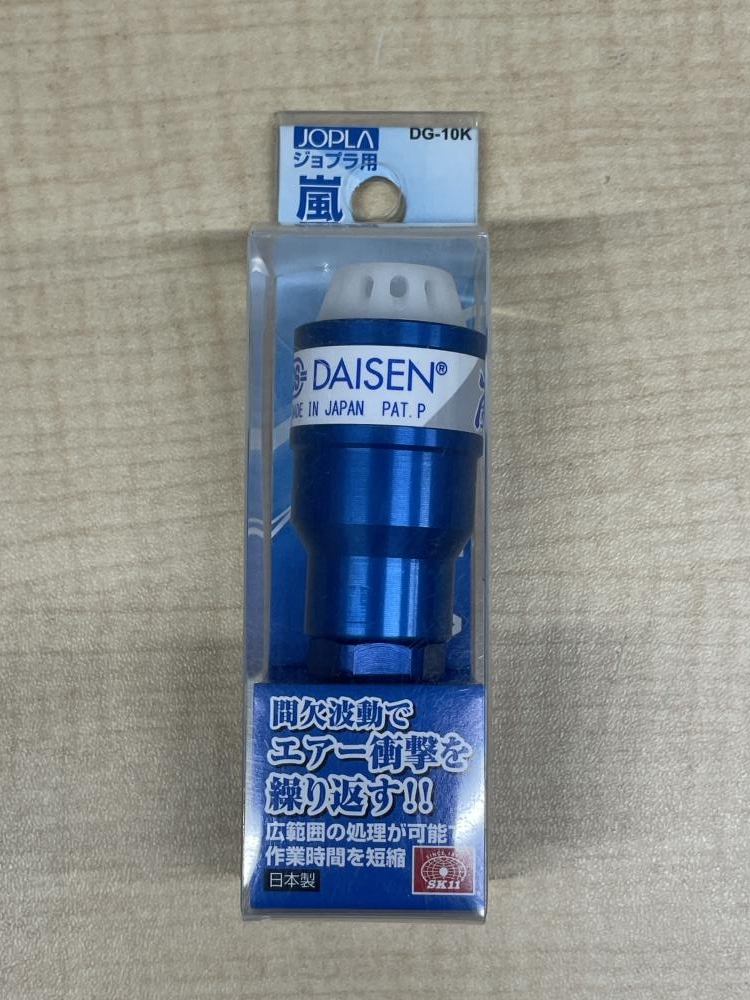 JOPLA
DG-10K
ジョプラ用
嵐
DAISEN®
MADE IN JAPAN PAT. P
間欠波動で
エアー衝撃を
繰り返す!!
広範囲の処理が可能で
作業時間を短縮
日本製
SK11